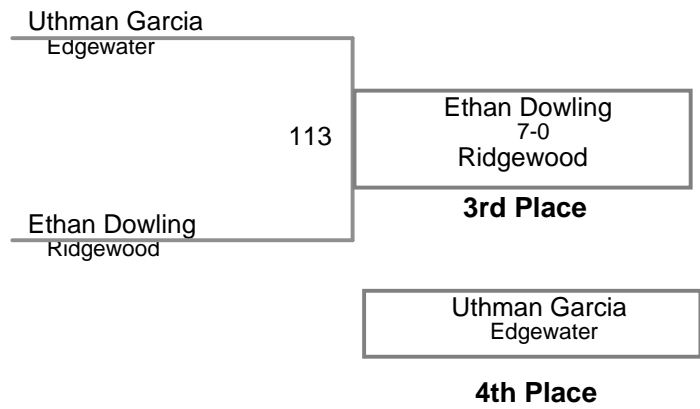 Uthman Garcia
Edgewater
113
Ethan Dowling
7-0
Ridgewood
3rd Place
Ethan Dowling
Ridgewood
Uthman Garcia
Edgewater
4th Place